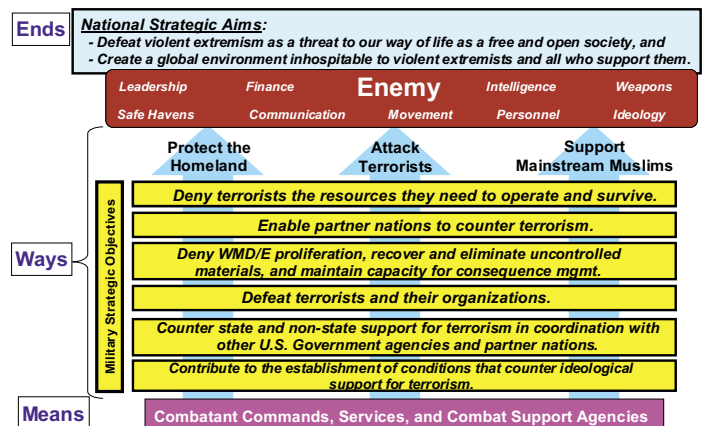 Ends
National Strategic Aims:
- Defeat violent extremism as a threat to our way of life as a free and open society, and
- Create a global environment inhospitable to violent extremists and all who support them.
Leadership Finance Enemy Intelligence Weapons
Safe Havens Communication Movement Personnel Ideology
Protect the
Homeland
Attack
Terrorists
Support
Mainstream Muslims
Ways
Military Strategic Objectives
Deny terrorists the resources they need to operate and survive.
Enable partner nations to counter terrorism.
Deny WMD/E proliferation, recover and eliminate uncontrolled
materials, and maintain capacity for consequence mgmt.
Defeat terrorists and their organizations.
Counter state and non-state support for terrorism in coordination with
other U.S. Government agencies and partner nations.
Contribute to the establishment of conditions that counter ideological
support for terrorism.
Means
Combatant Commands, Services, and Combat Support Agencies